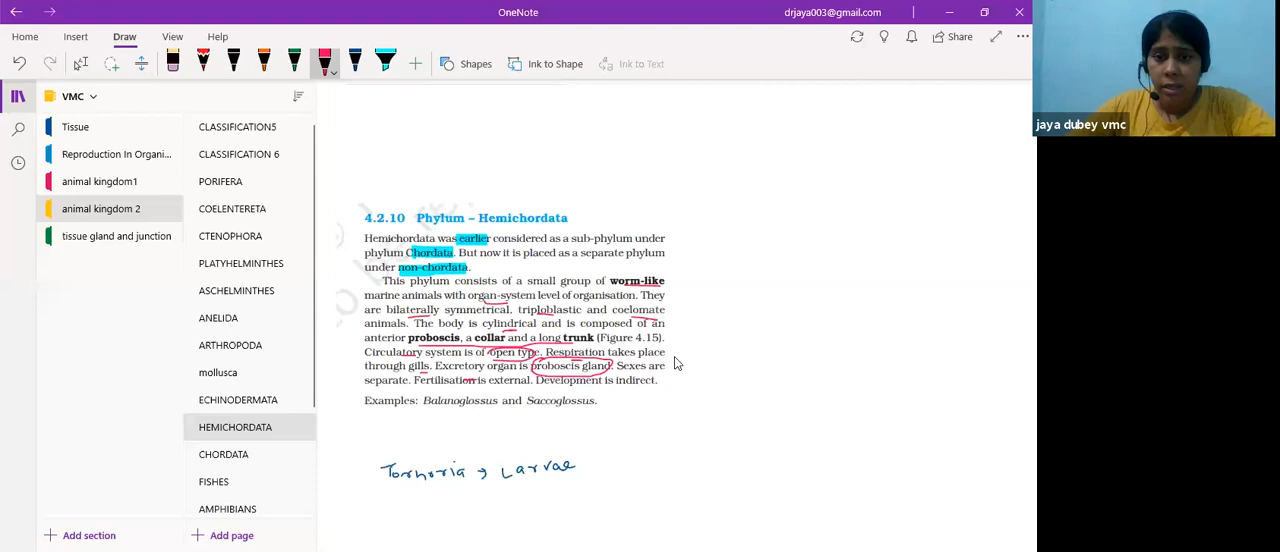 OneNote
drjaya003@gmail.com
Home Insert Draw View Help
Share
Shapes Ink to Shape Ink to Text
VMC
Tissue
Reproduction In Organi...
animal kingdom1
animal kingdom 2
tissue gland and junction
CLASSIFICATION5
CLASSIFICATION 6
PORIFERA
COELENTERETA
CTENOPHORA
PLATYHELMINTHES
ASCHELMINTHES
ANELIDA
ARTHROPODA
mollusca
ECHINODERMATA
HEMICHORDATA
CHORDATA
FISHES
AMPHIBIANS
Add section
Add page
4.2.10 Phylum – Hemichordata
Hemichordata was earlier considered as a sub-phylum under
phylum Chordata. But now it is placed as a separate phylum
under non-chordata.
This phylum consists of a small group of worm-like
marine animals with organ-system level of organisation. They
are bilaterally symmetrical, triploblastic and coelomate
animals. The body is cylindrical and is composed of an
anterior proboscis, a collar and a long trunk (Figure 4.15).
Circulatory system is of open type. Respiration takes place
through gills. Excretory organ is proboscis gland. Sexes are
separate. Fertilisation is external. Development is indirect.
Examples: Balanoglossus and Saccoglossus.
Tornoria → Larvae
jaya dubey vmc